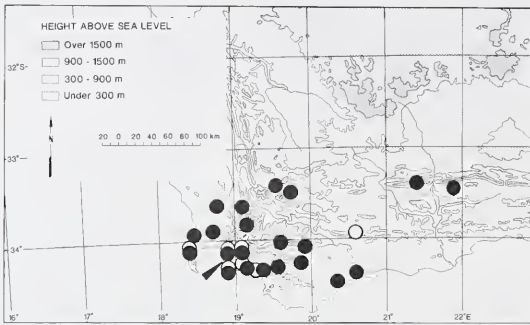 HEIGHT ABOVE SEA LEVEL
Over 1500 m
900 - 1500 m
300 - 900 m
Under 300 m
32°S
N
20 0 20 40 60 80 100 km
33°
34°
16° 17° 18° 19°E 20° 21° 22°E